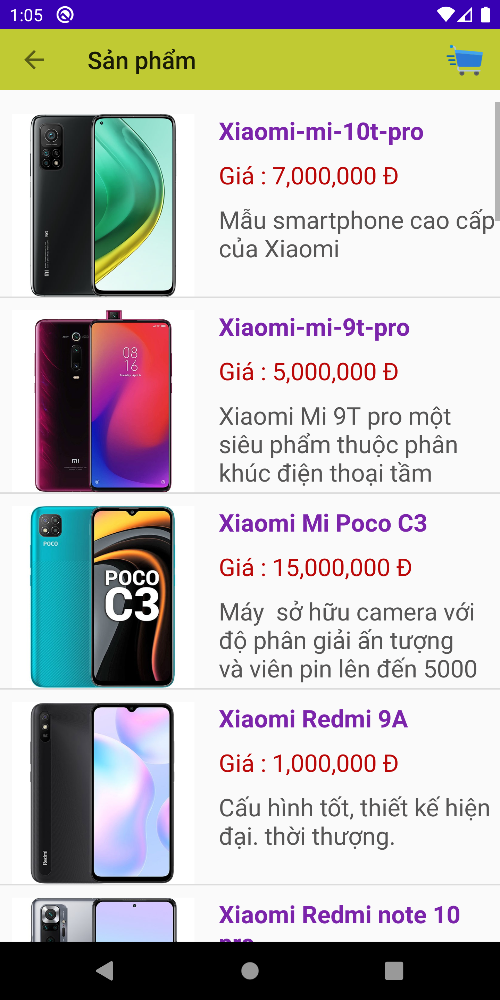 1:05
Sản phẩm
Xiaomi-mi-10t-pro
Giá : 7,000,000 Đ
Mẫu smartphone cao cấp
của Xiaomi
5G
Xiaomi-mi-9t-pro
Giá : 5,000,000 Đ
08
16
Tuesday, April 6
Xiaomi Mi 9T pro một
siêu phẩm thuộc phân
khúc điện thoại tầm
Xiaomi Mi Poco C3
POCO
Giá : 15,000,000 Đ
POCO
C3
Máy  sở hữu camera với
độ phân giải ấn tượng
và viên pin lên đến 5000
Xiaomi Redmi 9A
Giá : 1,000,000 Đ
Cấu hình tốt, thiết kế hiện
đại. thời thượng.
Redmi
Xiaomi Redmi note 10
pro